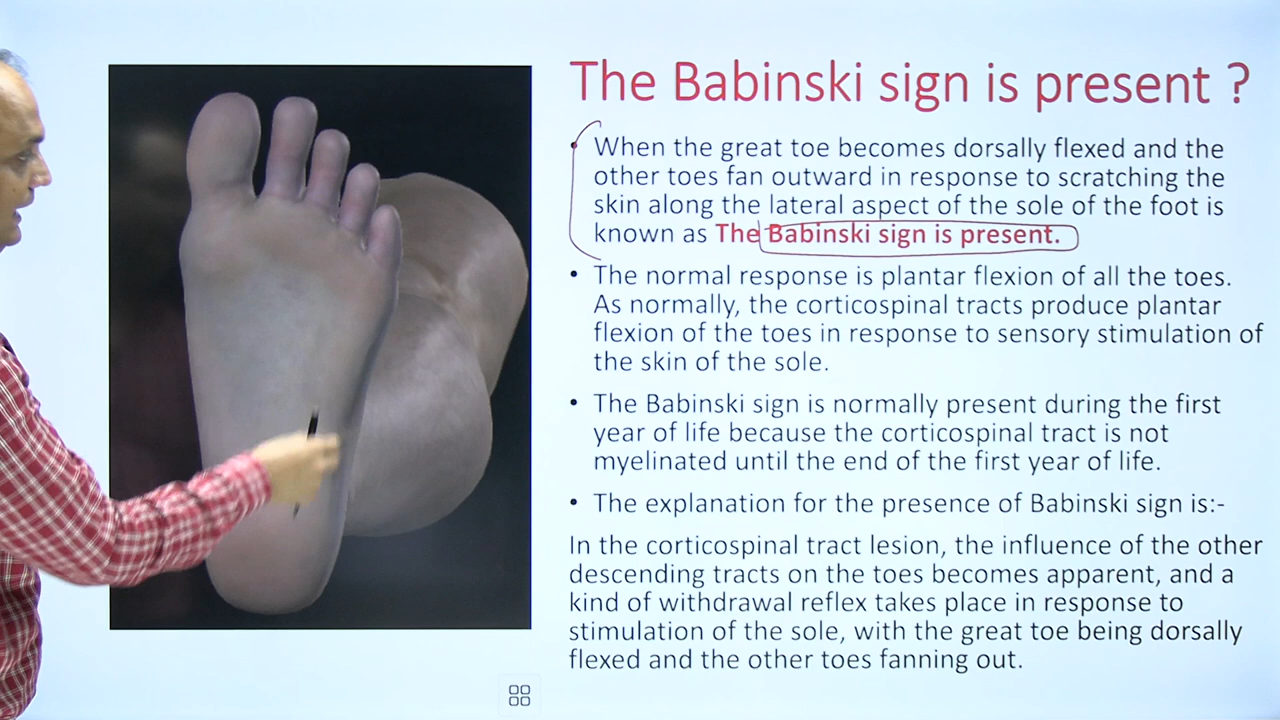 The Babinski sign is present ?
• When the great toe becomes dorsally flexed and the
other toes fan outward in response to scratching the
skin along the lateral aspect of the sole of the foot is
known as The Babinski sign is present.
• The normal response is plantar flexion of all the toes.
As normally, the corticospinal tracts produce plantar
flexion of the toes in response to sensory stimulation of
the skin of the sole.
• The Babinski sign is normally present during the first
year of life because the corticospinal tract is not
myelinated until the end of the first year of life.
• The explanation for the presence of Babinski sign is:-
In the corticospinal tract lesion, the influence of the other
descending tracts on the toes becomes apparent, and a
kind of withdrawal reflex takes place in response to
stimulation of the sole, with the great toe being dorsally
flexed and the other toes fanning out.